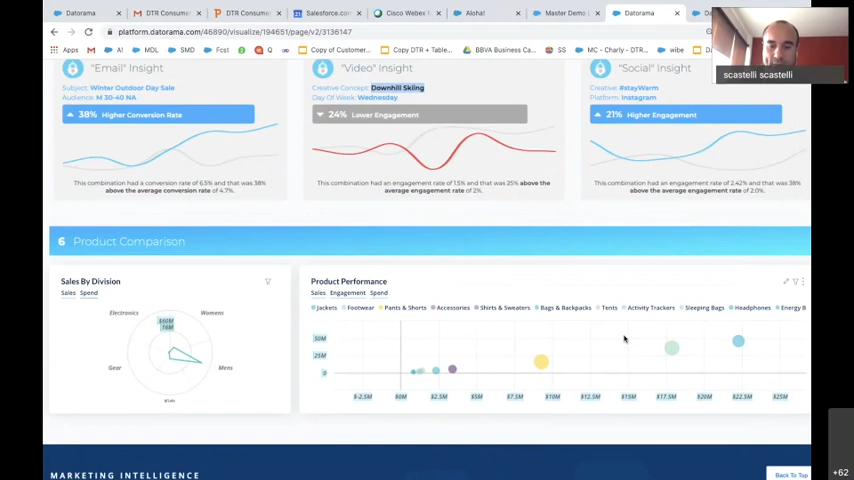 Datorama
DTR Consume
DTR Consume
Salesforce.com
Cisco Webex
Aloha!
Master Demo
Datorama
platform.datorama.com/46890/visualize/194651/page/v2/3136147
Apps
A!
MDL
SMD
Fcst
Q
Copy of Customer...
Copy DTR + Table...
BBVA Business Ca...
SS
MC - Charly - DTR...
wibe
scastelli scastelli
"Email" Insight
Subject: Winter Outdoor Day Sale
Audience: M 30-40 NA
38% Higher Conversion Rate
This combination had a conversion rate of 6.5% and that was 38%
above the average conversion rate of 4.7%.
"Video" Insight
Creative Concept: Downhill Skiing
Day Of Week: Wednesday
24% Lower Engagement
This combination had an engagement rate of 1.5% and that was 25% above the
average engagement rate of 2%.
"Social" Insight
Creative: #stayWarm
Platform: Instagram
21% Higher Engagement
This combination had an engagement rate of 2.42% and that was 38%
above the average engagement rate of 2.0%.
6 Product Comparison
Sales By Division
Sales Spend
Electronics
Womens
$60M
16M
Gear
Mens
Kids
Product Performance
Sales Engagement Spend
Jackets Footwear Pants & Shorts Accessories Shirts & Sweaters Bags & Backpacks Tents Activity Trackers Sleeping Bags Headphones Energy B
50M
25M
0
$-2.5M $0M $2.5M $5M $7.5M $10M $12.5M $15M $17.5M $20M $22.5M $25M
MARKETING INTELLIGENCE
Back To Top
+62